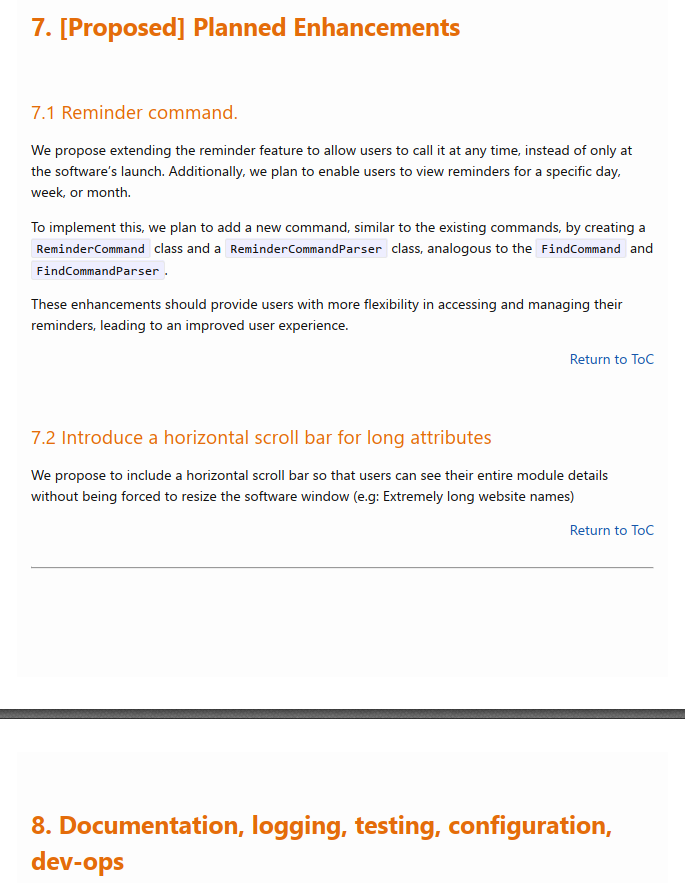 7. [Proposed] Planned Enhancements
7.1 Reminder command.
We propose extending the reminder feature to allow users to call it at any time, instead of only at
the software's launch. Additionally, we plan to enable users to view reminders for a specific day,
week, or month.
To implement this, we plan to add a new command, similar to the existing commands, by creating a
ReminderCommand class and a ReminderCommandParser class, analogous to the FindCommand and
FindCommandParser.
These enhancements should provide users with more flexibility in accessing and managing their
reminders, leading to an improved user experience.
Return to ToC
7.2 Introduce a horizontal scroll bar for long attributes
We propose to include a horizontal scroll bar so that users can see their entire module details
without being forced to resize the software window (e.g: Extremely long website names)
Return to ToC
8. Documentation, logging, testing, configuration,
dev-ops